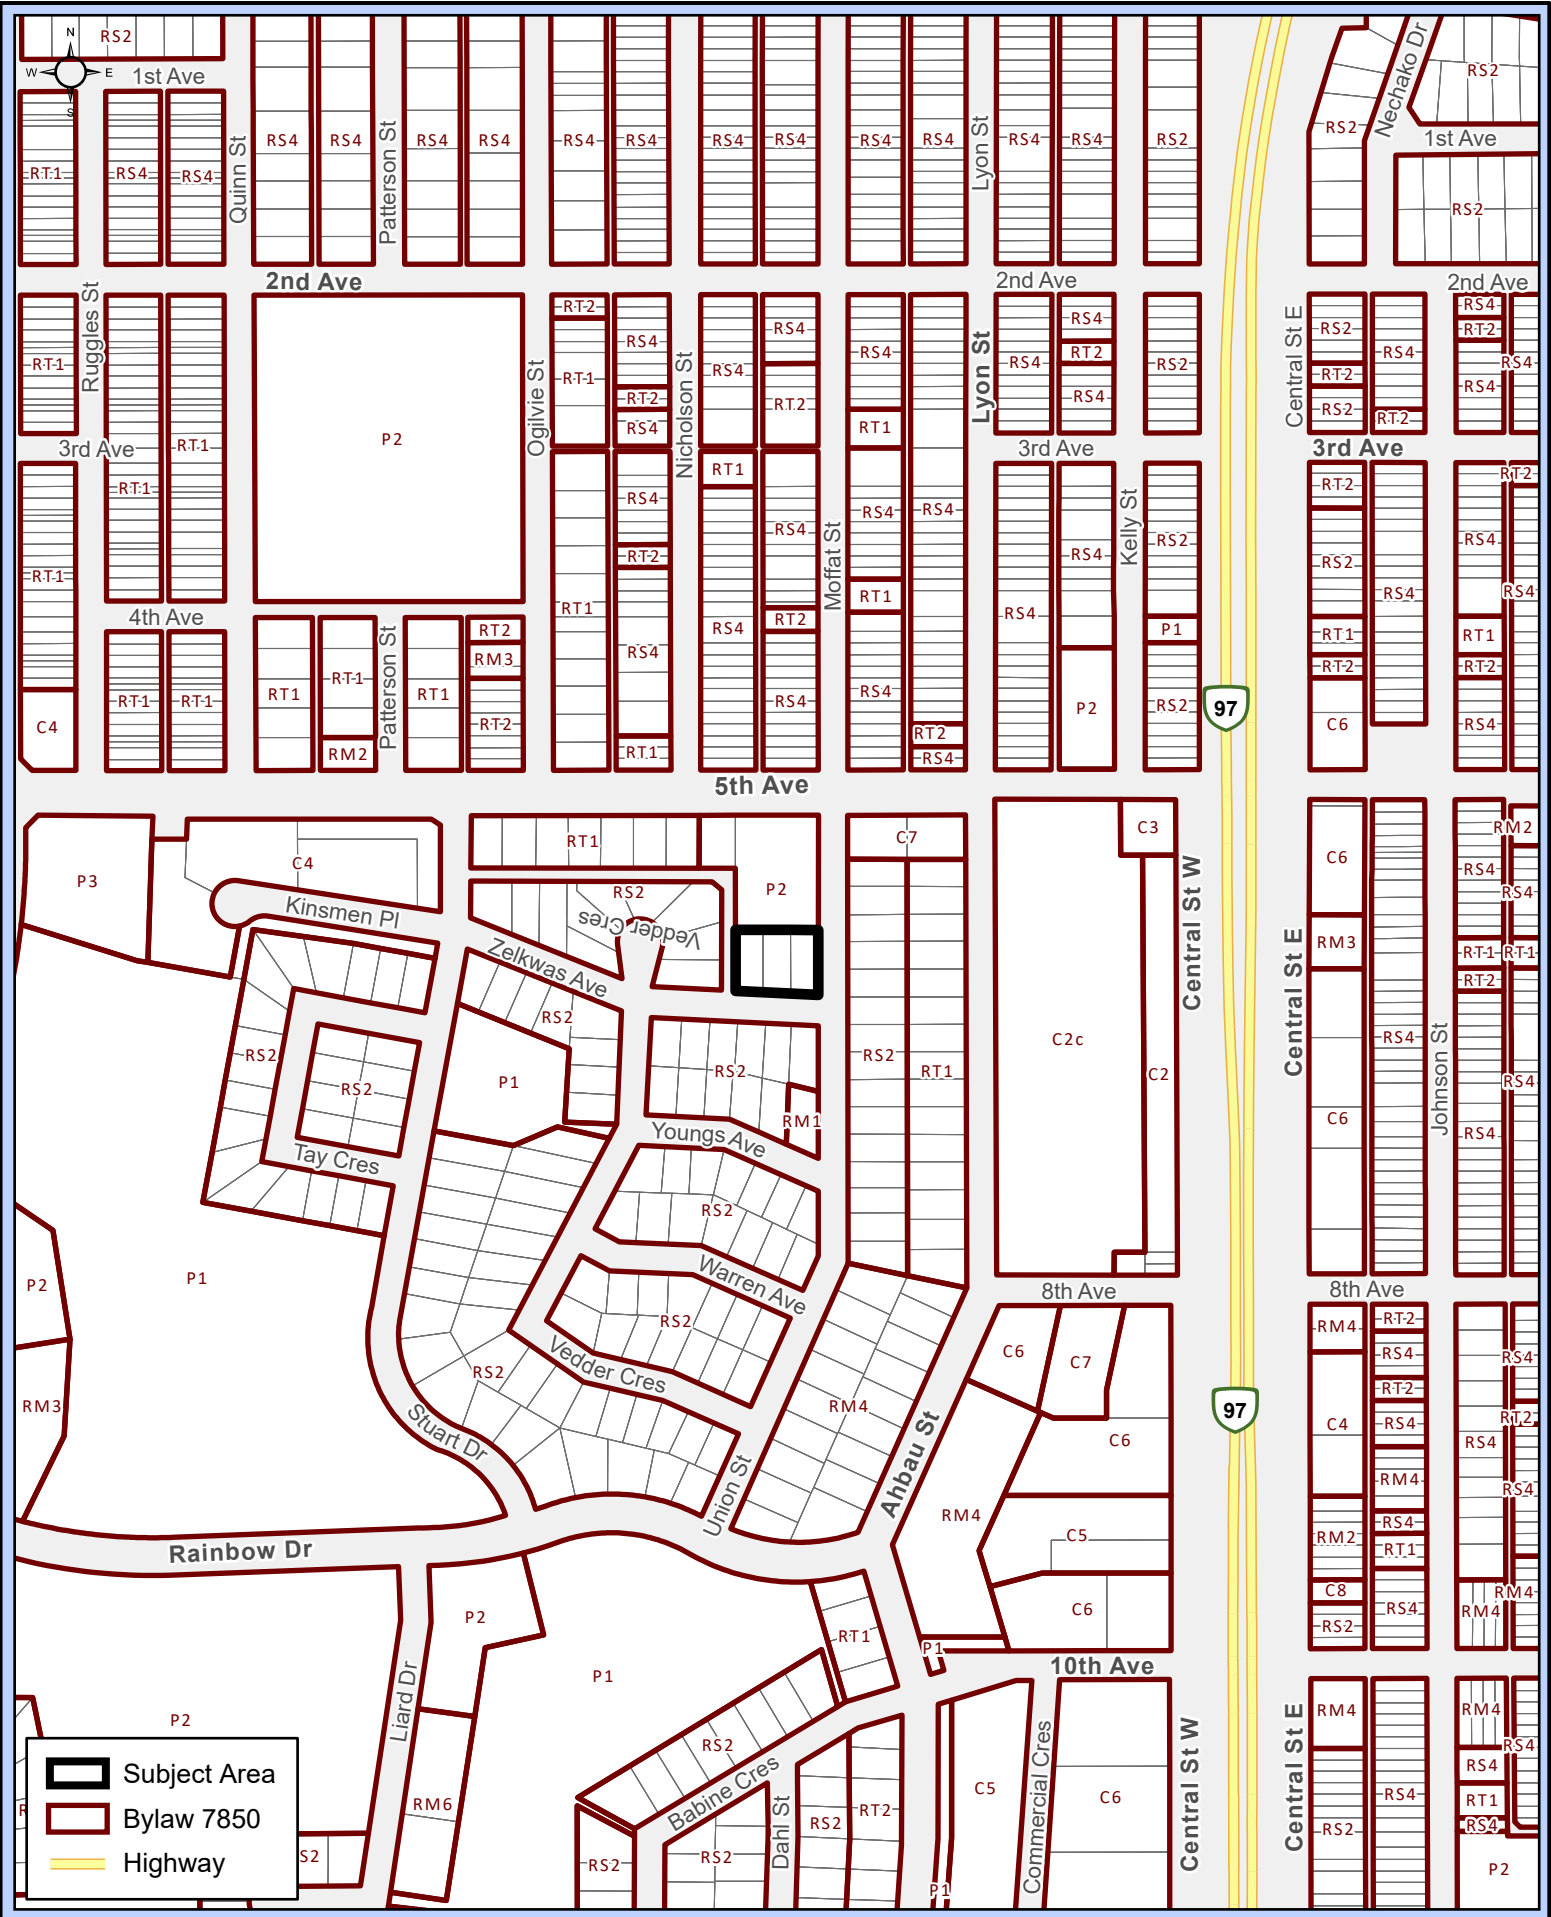 RS2
N
W
E
S
1st Ave
RS2
Nechako Dr
1st Ave
RS2
RS2
RT1
RS4
RS4
Quinn St
RS4
RS4
Patterson St
RS4
RS4
RS4
RS4
RS4
RS4
RS4
RS4
Lyon St
RS4
RS4
RS2
2nd Ave
2nd Ave
2nd Ave
Ruggles St
RT1
RT1
RT1
3rd Ave
RT1
4th Ave
RT1
RT1
C4
P2
RT1
RT1
RM2
Patterson St
RT1
RT2
RM3
RT2
Ogilvie St
RT2
RT1
RT1
RS4
RT2
RS4
RS4
RT2
RS4
RT1
Nicholson St
RS4
RT1
RS4
RS4
RT2
RS4
RT2
RS4
Moffat St
RS4
RT1
RS4
RT1
RS4
RS4
RT2
RS4
Lyon St
RS4
RS4
RT2
RS4
3rd Ave
RS4
RS4
P2
Kelly St
RS2
RS2
P1
RS2
97
Central St E
RS2
RT2
RS2
RS4
RT2
RS4
RT2
RS4
RS4
3rd Ave
RT2
RS2
RT1
RT2
C6
RS4
RT2
RS4
RS4
RT1
RT2
RS4
5th Ave
P3
C4
Kinsmen Pl
RT1
P2
RS2
Vedder Cres
Zelkwas Ave
RS2
P1
RS2
RS2
Tay Cres
RS2
RM1
Youngs Ave
RS2
Warren Ave
RS2
Vedder Cres
RS2
Stuart Dr
Union St
C7
RS2
RT1
RM4
Ahbau St
C2c
C3
C2
Central St W
8th Ave
C6
C7
C6
RM4
C5
C6
P1
10th Ave
97
Central St E
C6
RM3
C6
RS4
Johnson St
RM2
RS4
RS4
RT1
RT1
RT2
RS4
RS4
8th Ave
RM4
C4
RM2
C8
RS2
RT2
RS4
RT2
RS4
RM4
RS4
RT1
RS4
RS4
RS4
RT2
RS4
RM4
RM4
P2
RM3
P1
Rainbow Dr
P2
P2
Liard Dr
RM6
P1
RT1
RS2
Babine Cres
RS2
RS2
Dahl St
RS2
RT2
P1
C5
Commercial Cres
C6
Central St W
Central St E
RM4
RS2
RS4
RM4
RS4
RS4
RT1
RS4
P2
S2
Subject Area
Bylaw 7850
Highway